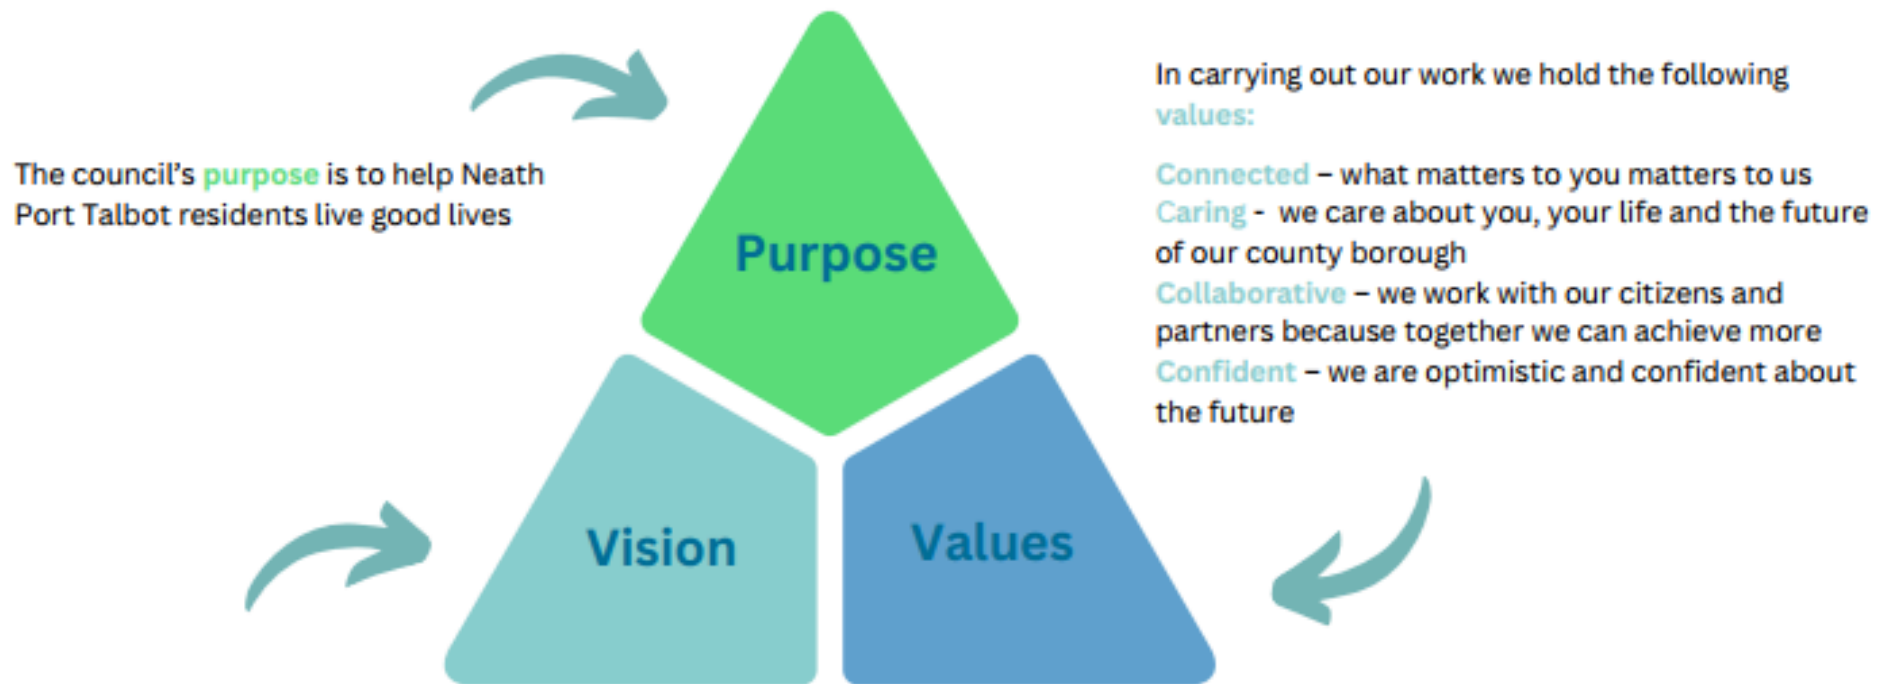 The council’s purpose is to help Neath
Port Talbot residents live good lives
Purpose
Vision
Values
In carrying out our work we hold the following
values:
Connected – what matters to you matters to us
Caring - we care about you, your life and the future
of our county borough
Collaborative – we work with our citizens and
partners because together we can achieve more
Confident – we are optimistic and confident about
the future